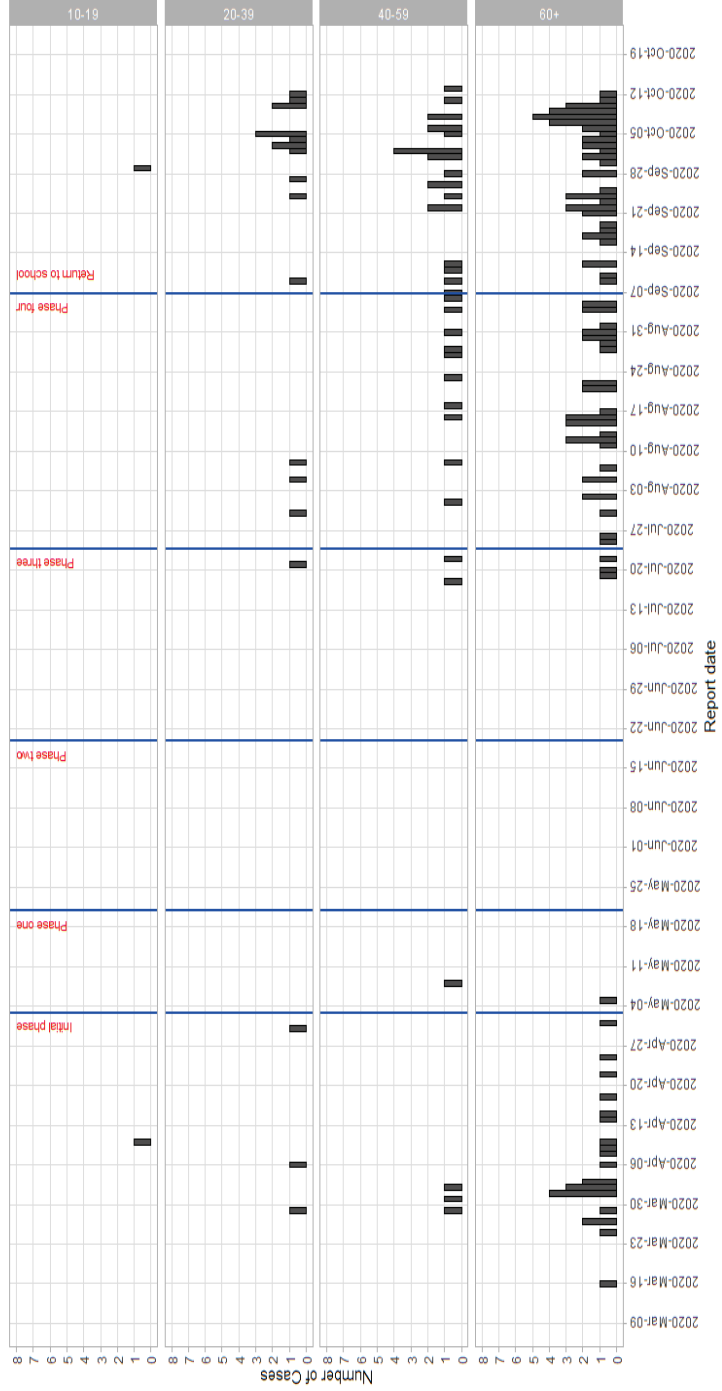 10-19
20-39
40-59
60+
Initial phase
Phase one
Phase two
Phase three
Phase four
Return to school
8
7
6
5
4
3
2
1
0
8
7
6
5
4
3
2
1
0
8
7
6
5
4
3
2
1
0
8
7
6
5
4
3
2
1
0
Number of Cases
2020-Mar-09
2020-Mar-16
2020-Mar-23
2020-Mar-30
2020-Apr-06
2020-Apr-13
2020-Apr-20
2020-Apr-27
2020-May-04
2020-May-11
2020-May-18
2020-May-25
2020-Jun-01
2020-Jun-08
2020-Jun-15
2020-Jun-22
2020-Jun-29
2020-Jul-06
2020-Jul-13
2020-Jul-20
2020-Jul-27
2020-Aug-03
2020-Aug-10
2020-Aug-17
2020-Aug-24
2020-Aug-31
2020-Sep-07
2020-Sep-14
2020-Sep-21
2020-Sep-28
2020-Oct-05
2020-Oct-12
2020-Oct-19
Report date